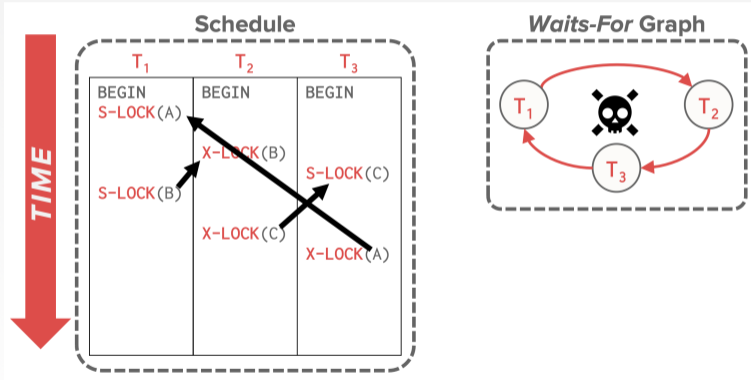 Schedule
Waits-For Graph
TIME
T1 T2 T3
BEGIN BEGIN BEGIN
S-LOCK(A)
X-LOCK(B)
S-LOCK(C)
S-LOCK(B)
X-LOCK(C)
X-LOCK(A)
T1
T2
T3